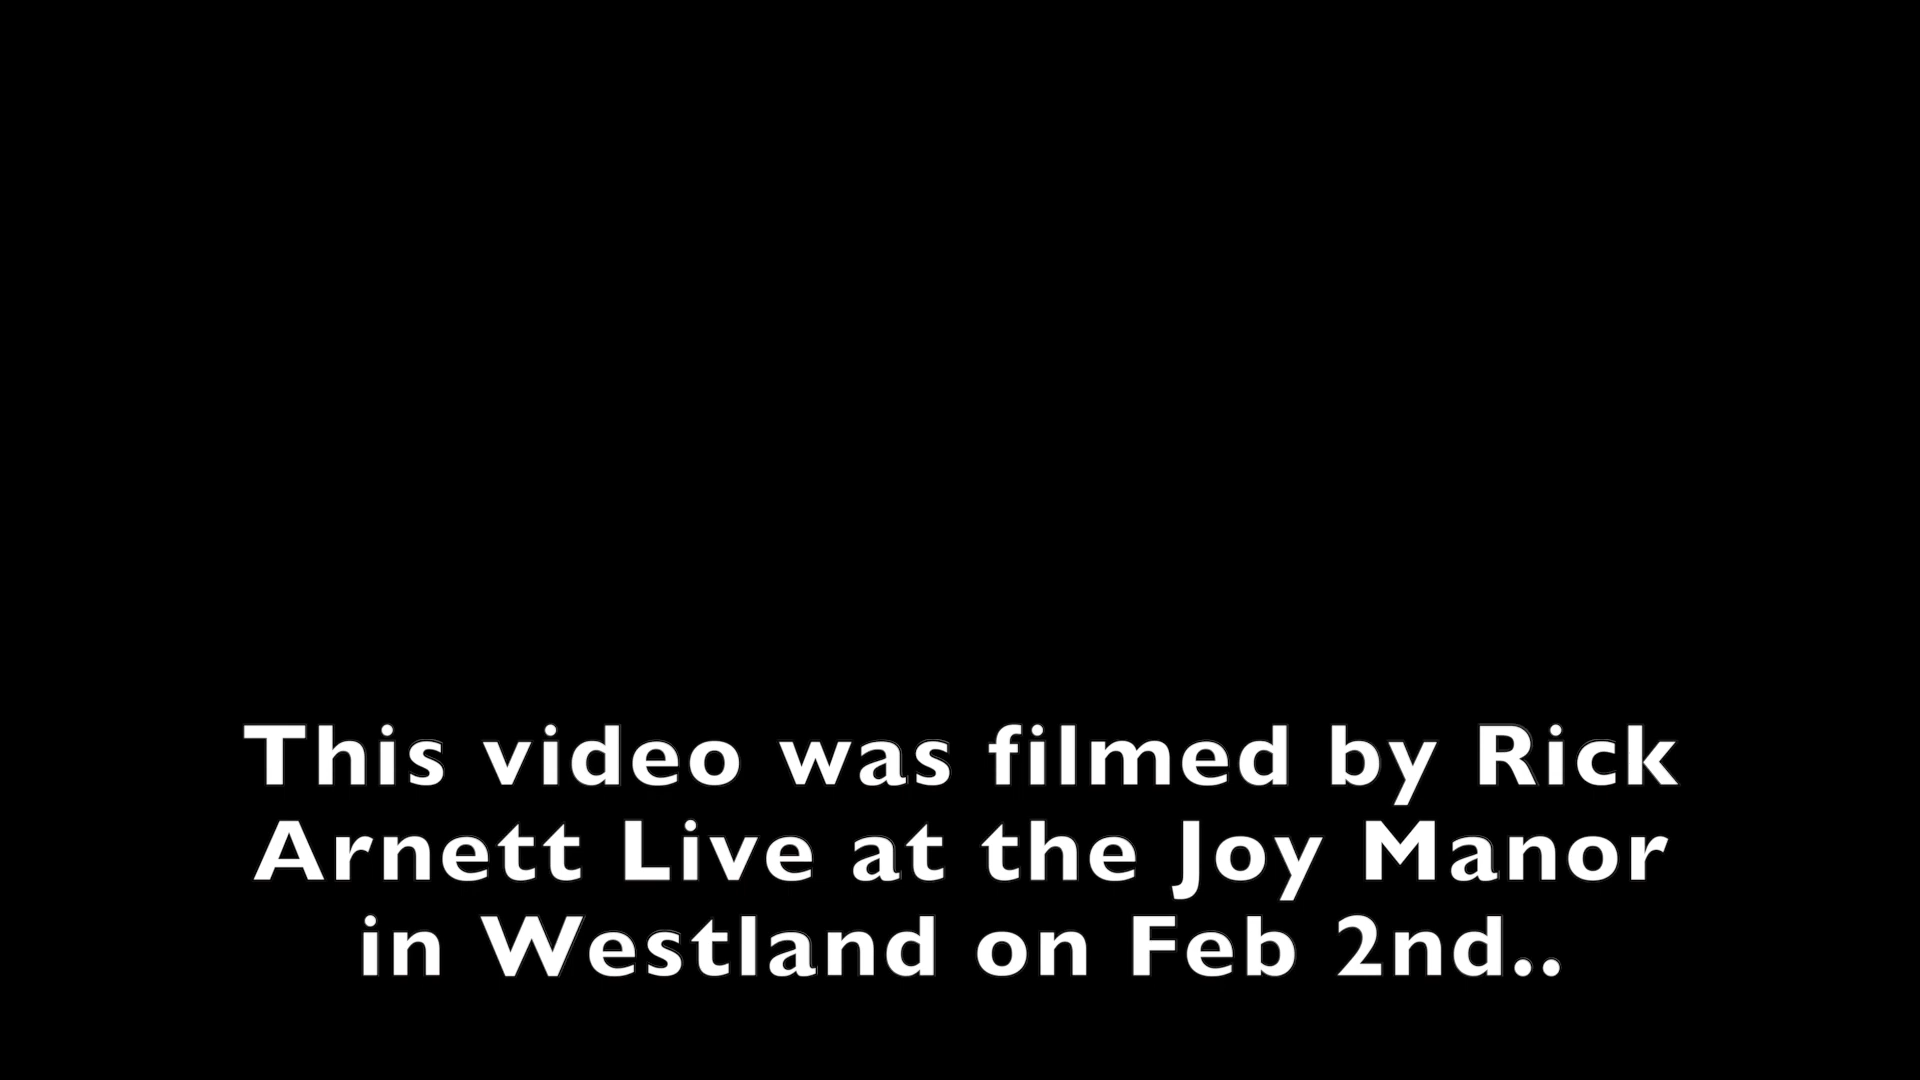 This video was filmed by Rick
Arnett Live at the Joy Manor
in Westland on Feb 2nd..